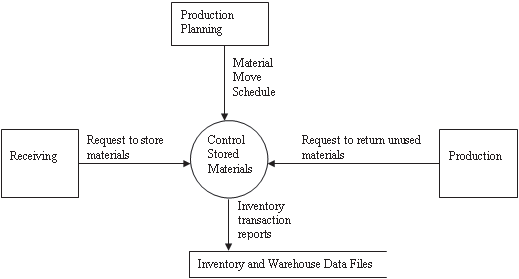 Production
Planning
Material
Move
Schedule
Receiving
Request to store
materials
Control
Stored
Materials
Request to return unused
materials
Production
Inventory
transaction
reports
Inventory and Warehouse Data Files